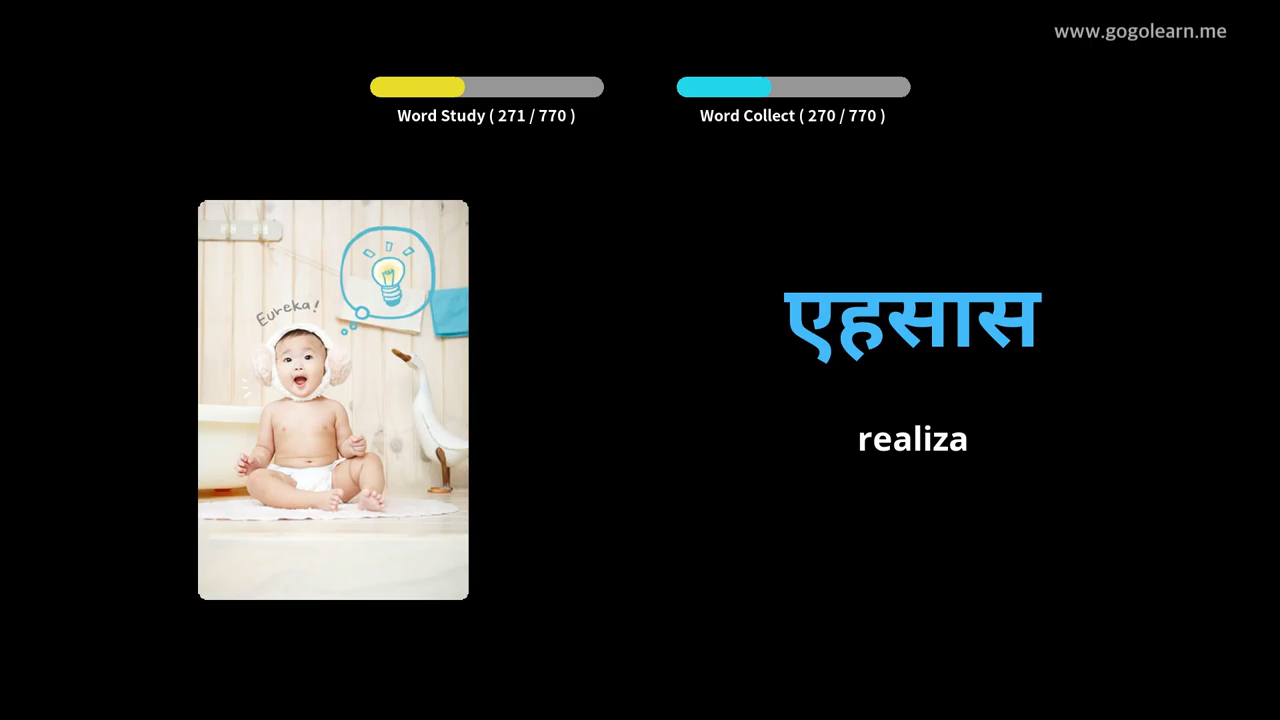 www.gogolearn.me
Word Study ( 271 / 770 )
Word Collect ( 270 / 770 )
Eureka!
एहसास
realiza